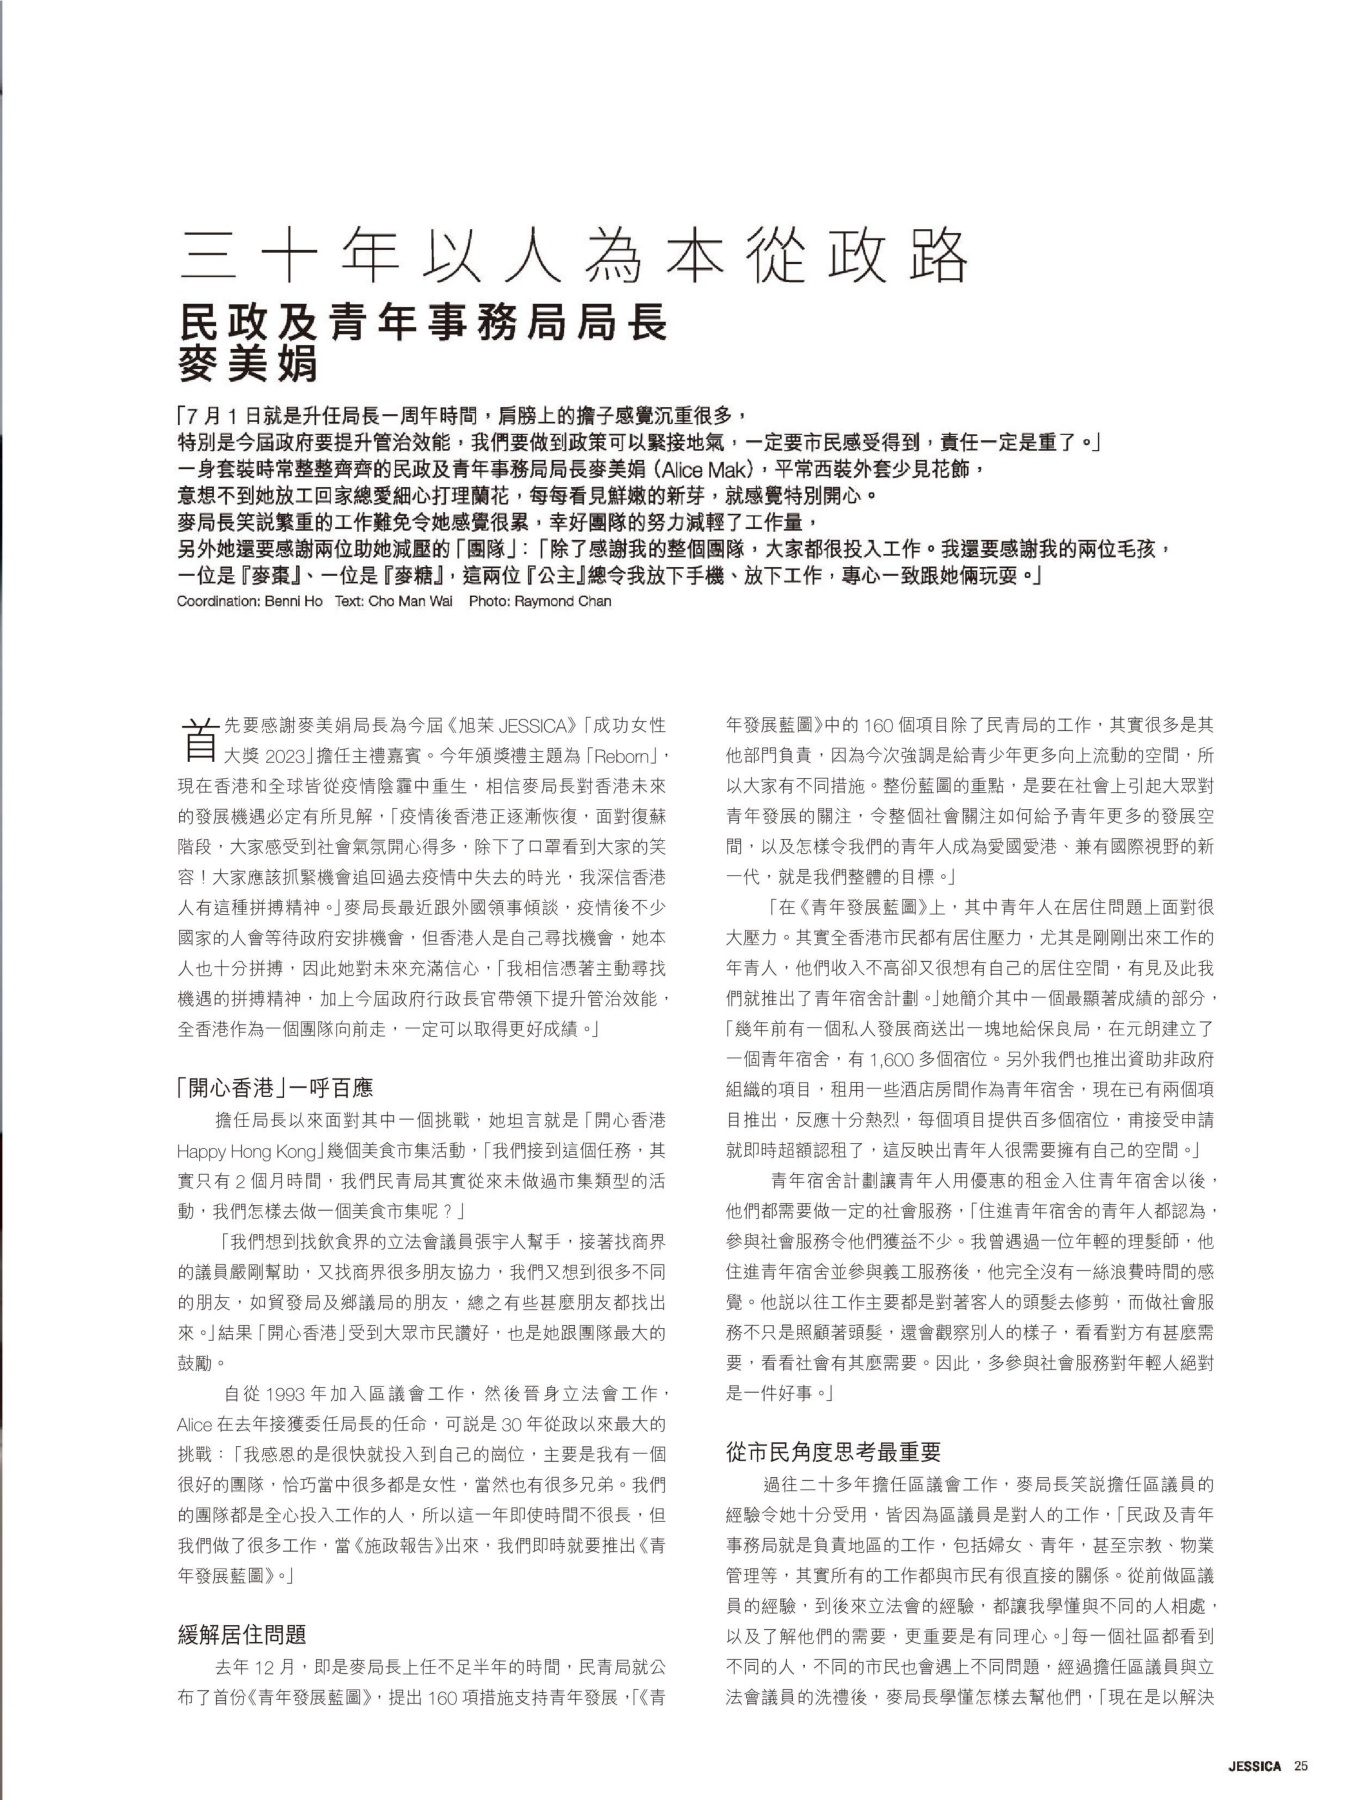 三十年以人為本從政路
民政及青年事務局局長
麥美娟
「7月1日就是升任局長一周年時間，肩膀上的擔子感覺沉重很多，
特別是今屆政府要提升管治效能，我們要做到政策可以緊接地氣，一定要市民感受得到，責任一定是重了。」
一身套裝時常整整齊齊的民政及青年事務局局長麥美娟（Alice Mak），平常西裝外套少見花飾，
意想不到她放工回家總愛細心打理蘭花，每每看見鮮嫩的新芽，就感覺特別開心。
麥局長笑説繁重的工作難免令她感覺很累，幸好團隊的努力減輕了工作量，
另外她還要感謝兩位助她減壓的「團隊」：「除了感謝我的整個團隊，大家都很投入工作。我還要感謝我的兩位毛孩，
一位是『麥棗』、一位是『麥糖』，這兩位『公主』總令我放下手機、放下工作，專心一致跟她倆玩耍。」
Coordination: Benni Ho Text: Cho Man Wai Photo: Raymond Chan
首先要感謝麥美娟局長為今屆《旭茉 JESSICA》「成功女性
大獎 2023」擔任主禮嘉賓。今年頒獎禮主題為「Reborn」，
現在香港和全球皆從疫情陰霾中重生，相信麥局長對香港未來
的發展機遇必定有所見解，「疫情後香港正逐漸恢復，面對復蘇
階段，大家感受到社會氣氛開心得多，除下了口罩看到大家的笑
容！大家應該抓緊機會追回過去疫情中失去的時光，我深信香港
人有這種拼搏精神。」麥局長最近跟外國領事傾談，疫情後不少
國家的人會等待政府安排機會，但香港人是自己尋找機會，她本
人也十分拼搏，因此她對未來充滿信心，「我相信憑著主動尋找
機遇的拼搏精神，加上今屆政府行政長官帶領下提升管治效能，
全香港作為一個團隊向前走，一定可以取得更好成績。」
「開心香港」一呼百應
擔任局長以來面對其中一個挑戰，她坦言就是「開心香港
Happy Hong Kong」幾個美食市集活動，「我們接到這個任務，其
實只有 2 個月時間，我們民青局其實從來未做過市集類型的活
動，我們怎樣去做一個美食市集呢？」
「我們想到找飲食界的立法會議員張宇人幫手，接著找商界
的議員嚴剛幫助，又找商界很多朋友協力，我們又想到很多不同
的朋友，如貿發局及鄉議局的朋友，總之有些甚麼朋友都找出
來。」結果「開心香港」受到大眾市民讚好，也是她跟團隊最大的
鼓勵。
自從 1993 年加入區議會工作，然後晉身立法會工作，
Alice 在去年接獲委任局長的任命，可説是 30 年從政以來最大的
挑戰：「我感恩的是很快就投入到自己的崗位，主要是我有一個
很好的團隊，恰巧當中很多都是女性，當然也有很多兄弟。我們
的團隊都是全心投入工作的人，所以這一年即使時間不很長，但
我們做了很多工作，當《施政報告》出來，我們即時就要推出《青
年發展藍圖》。」
緩解居住問題
去年 12 月，即是麥局長上任不足半年的時間，民青局就公
布了首份《青年發展藍圖》，提出 160 項措施支持青年發展，「《青
年發展藍圖》中的 160 個項目除了民青局的工作，其實很多是其
他部門負責，因為今次強調是給青少年更多向上流動的空間，所
以大家有不同措施。整份藍圖的重點，是要在社會上引起大眾對
青年發展的關注，令整個社會關注如何給予青年更多的發展空
間，以及怎樣令我們的青年人成為愛國愛港、兼有國際視野的新
一代，就是我們整體的目標。」
「在《青年發展藍圖》上，其中青年人在居住問題上面對很
大壓力。其實全香港市民都有居住壓力，尤其是剛剛出來工作的
年青人，他們收入不高卻又很想有自己的居住空間，有見及此我
們就推出了青年宿舍計劃。」她簡介其中一個最顯著成績的部分，
「幾年前有一個私人發展商送出一塊地給保良局，在元朗建立了
一個青年宿舍，有 1,600 多個宿位。另外我們也推出資助非政府
組織的項目，租用一些酒店房間作為青年宿舍，現在已有兩個項
目推出，反應十分熱烈，每個項目提供百多個宿位，甫接受申請
就即時超額認租了，這反映出青年人很需要擁有自己的空間。」
青年宿舍計劃讓青年人用優惠的租金入住青年宿舍以後，
他們都需要做一定的社會服務，「住進青年宿舍的青年人都認為，
參與社會服務令他們獲益不少。我曾遇過一位年輕的理髮師，他
住進青年宿舍並參與義工服務後，他完全沒有一絲浪費時間的感
覺。他説以往工作主要都是對著客人的頭髮去修剪，而做社會服
務不只是照顧著頭髮，還會觀察別人的樣子，看看對方有甚麼需
要，看看社會有其麼需要。因此，多參與社會服務對年輕人絕對
是一件好事。」
從市民角度思考最重要
過往二十多年擔任區議會工作，麥局長笑説擔任區議員的
經驗令她十分受用，皆因為區議員是對人的工作，「民政及青年
事務局就是負責地區的工作，包括婦女、青年，甚至宗教、物業
管理等，其實所有的工作都與市民有很直接的關係。從前做區議
員的經驗，到後來立法會的經驗，都讓我學懂與不同的人相處，
以及了解他們的需要，更重要是有同理心。」每一個社區都看到
不同的人，不同的市民也會遇上不同問題，經過擔任區議員與立
法會議員的洗禮後，麥局長學懂怎樣去幫他們，「現在是以解決
JESSICA 25